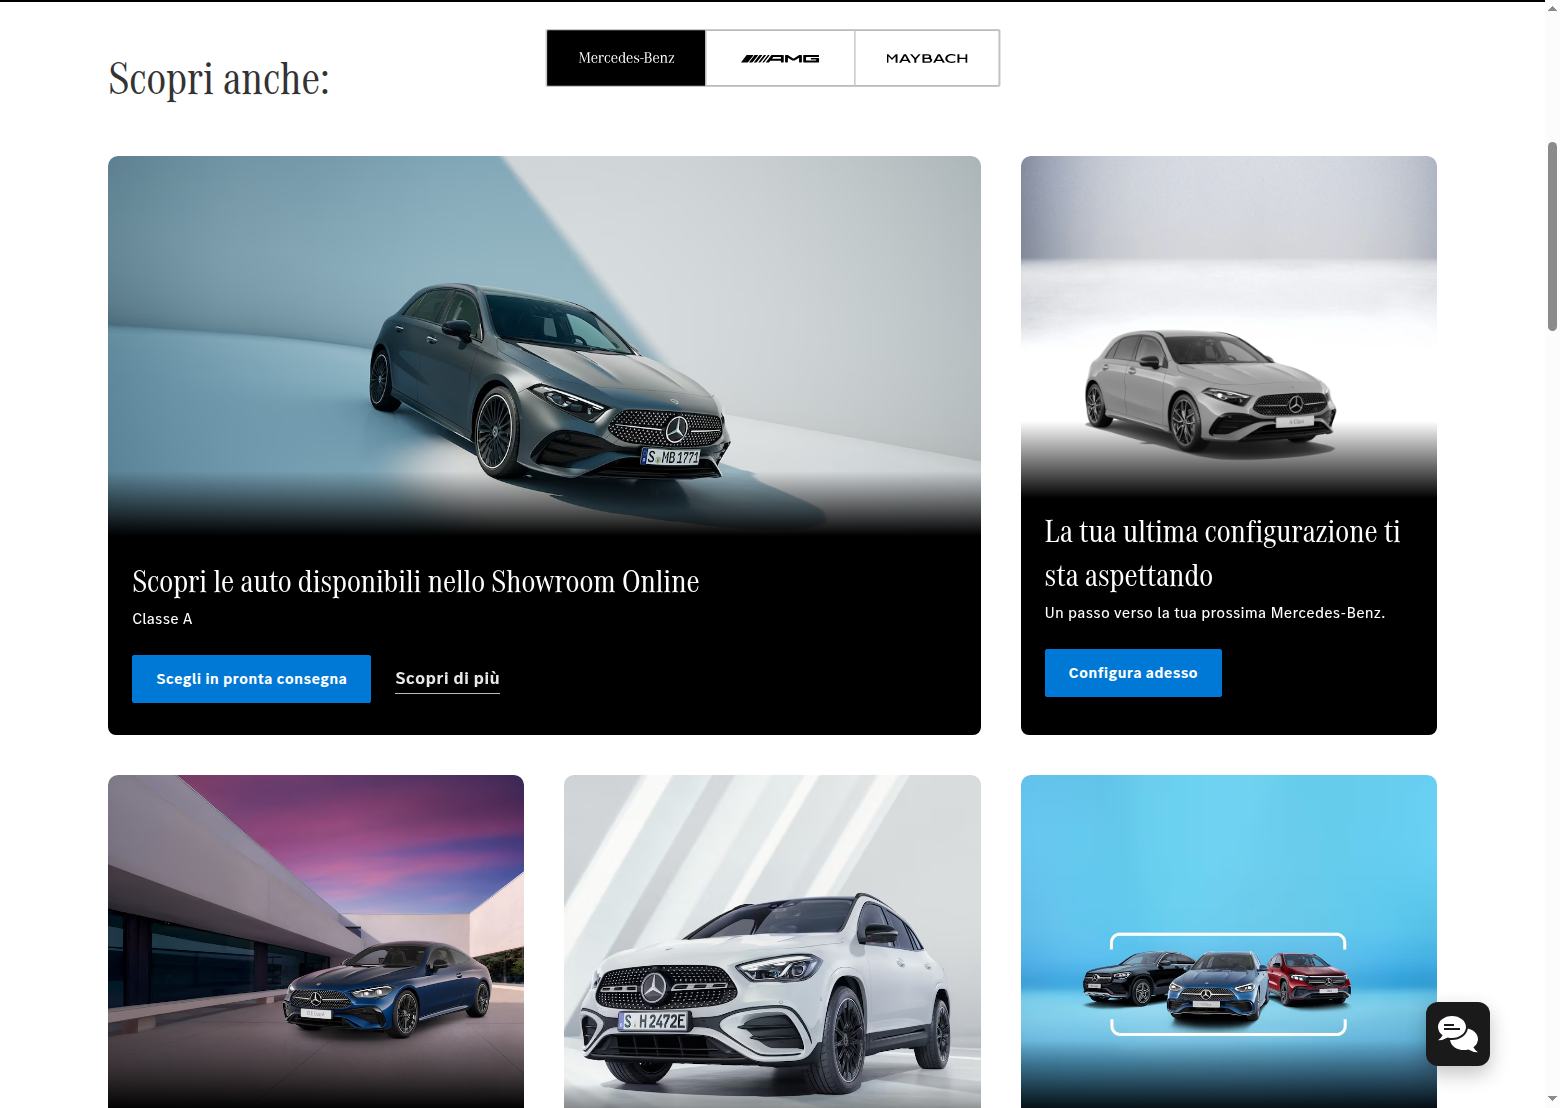 Mercedes-Benz
AMG
MAYBACH
Scopri anche:
S MB 1771
Scopri le auto disponibili nello Showroom Online
Classe A
Scegli in pronta consegna
Scopri di più
La tua ultima configurazione ti
sta aspettando
Un passo verso la tua prossima Mercedes-Benz.
Configura adesso
S H 2472E